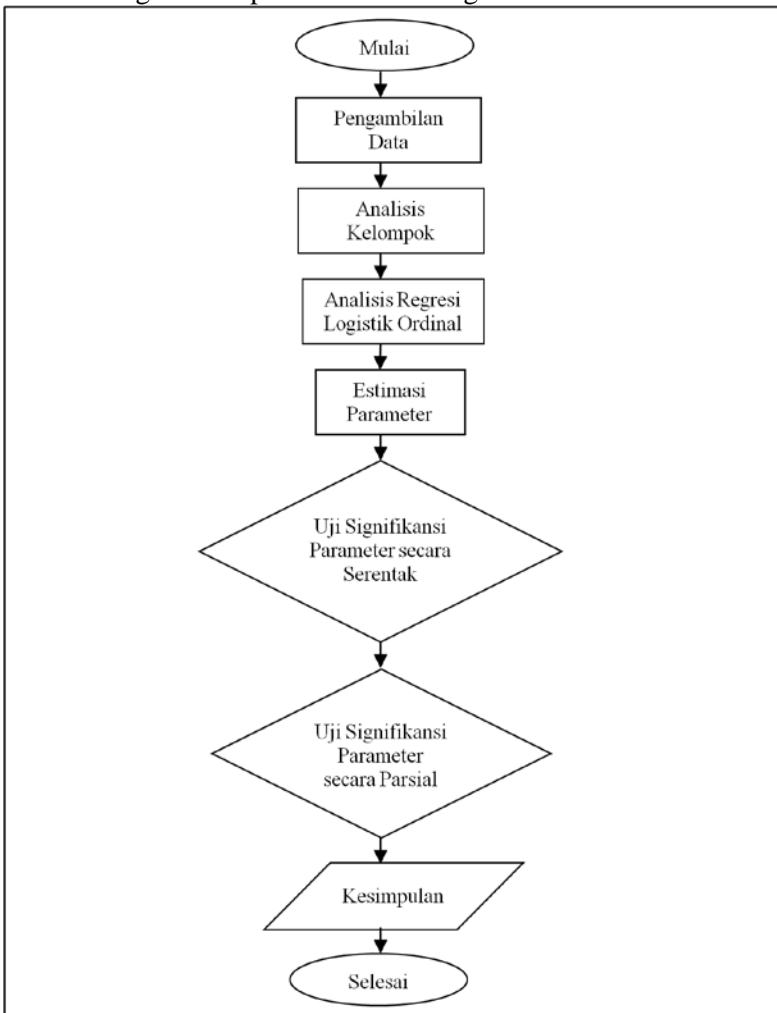 Mulai
Pengambilan
Data
Analisis
Kelompok
Analisis Regresi
Logistik Ordinal
Estimasi
Parameter
Uji Signifikansi
Parameter secara
Serentak
Uji Signifikansi
Parameter
secara Parsial
Kesimpulan
Selesai